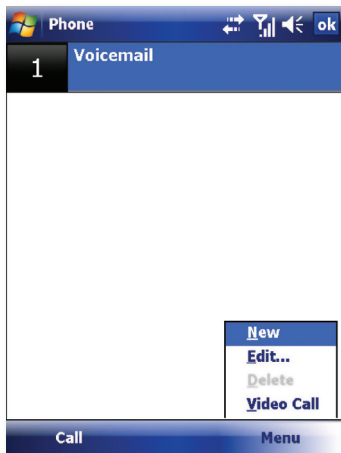 Phone
ok
1
Voicemail
New
Edit...
Delete
Video Call
Call
Menu